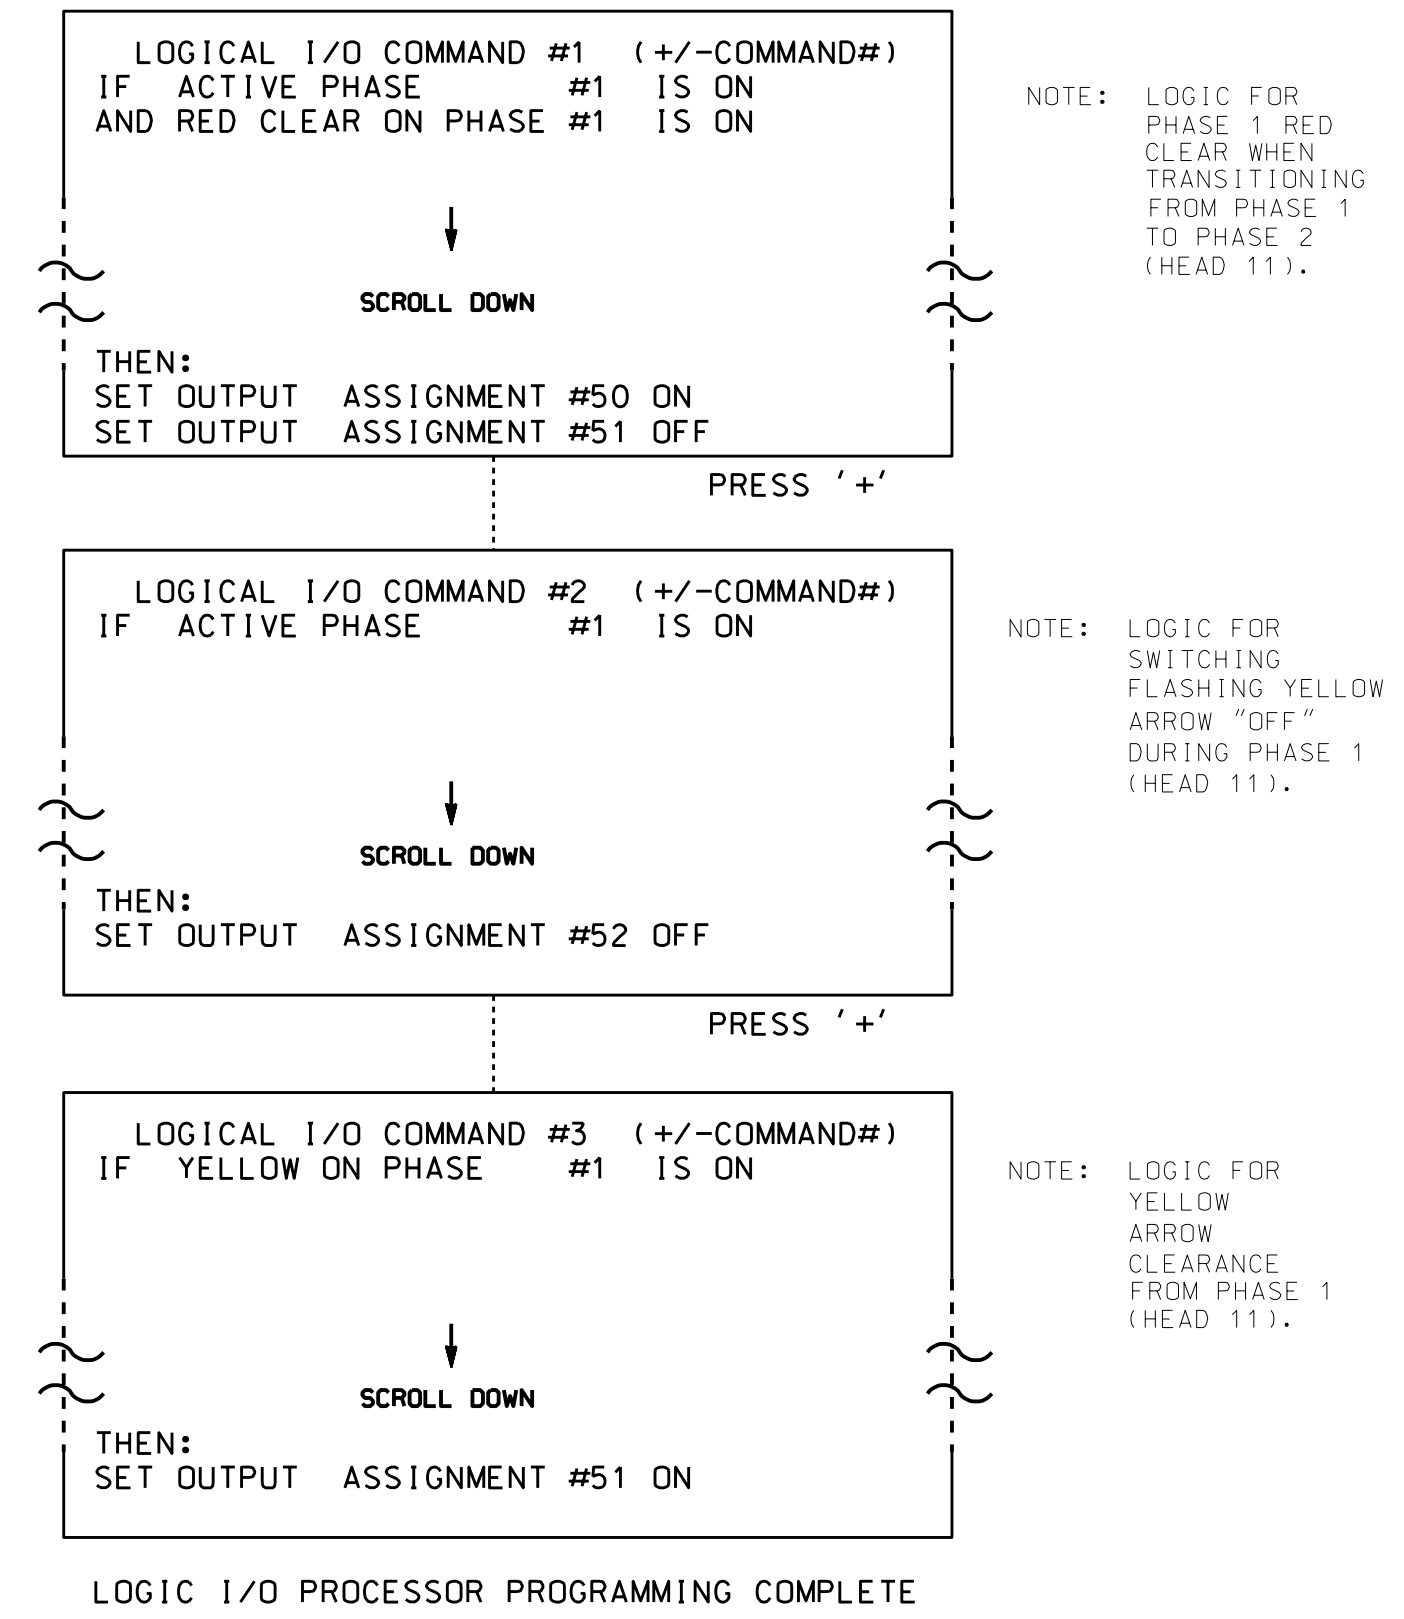 LOGICAL I/O COMMAND #1 (+/-COMMAND#)
IF ACTIVE PHASE #1 IS ON
AND RED CLEAR ON PHASE #1 IS ON
SCROLL DOWN
THEN:
SET OUTPUT ASSIGNMENT #50 ON
SET OUTPUT ASSIGNMENT #51 OFF
NOTE: LOGIC FOR
PHASE 1 RED
CLEAR WHEN
TRANSITIONING
FROM PHASE 1
TO PHASE 2
(HEAD 11).
PRESS '+'
LOGICAL I/O COMMAND #2 (+/-COMMAND#)
IF ACTIVE PHASE #1 IS ON
SCROLL DOWN
THEN:
SET OUTPUT ASSIGNMENT #52 OFF
NOTE: LOGIC FOR
SWITCHING
FLASHING YELLOW
ARROW "OFF"
DURING PHASE 1
(HEAD 11).
PRESS '+'
LOGICAL I/O COMMAND #3 (+/-COMMAND#)
IF YELLOW ON PHASE #1 IS ON
SCROLL DOWN
THEN:
SET OUTPUT ASSIGNMENT #51 ON
NOTE: LOGIC FOR
YELLOW
ARROW
CLEARANCE
FROM PHASE 1
(HEAD 11).
LOGIC I/O PROCESSOR PROGRAMMING COMPLETE